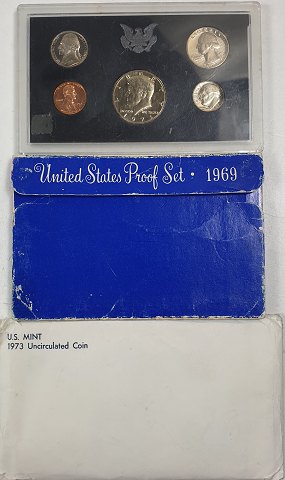 United States Proof Set · 1969
U.S. MINT
1973 Uncirculated Coin